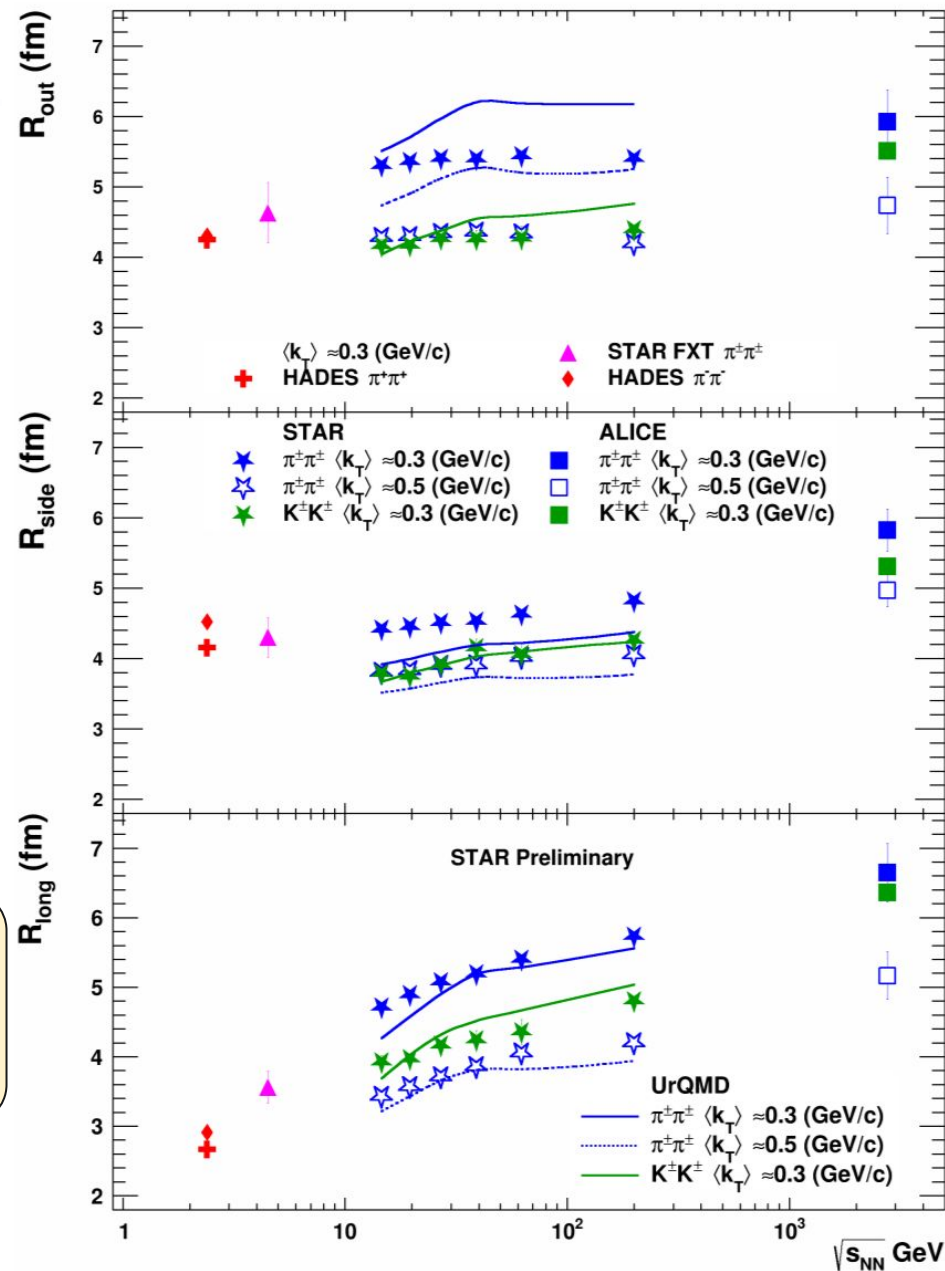 R_out (fm)
7
6
5
4
3
2
⟨k_T⟩ ≈0.3 (GeV/c)
HADES π⁺π⁺
STAR FXT π±π±
HADES π⁻π⁻
R_side (fm)
7
6
5
4
3
2
STAR
π±π± ⟨k_T⟩ ≈0.3 (GeV/c)
π±π± ⟨k_T⟩ ≈0.5 (GeV/c)
K±K± ⟨k_T⟩ ≈0.3 (GeV/c)
ALICE
π±π± ⟨k_T⟩ ≈0.3 (GeV/c)
π±π± ⟨k_T⟩ ≈0.5 (GeV/c)
K±K± ⟨k_T⟩ ≈0.3 (GeV/c)
R_long (fm)
7
6
5
4
3
2
STAR Preliminary
UrQMD
π±π± ⟨k_T⟩ ≈0.3 (GeV/c)
π±π± ⟨k_T⟩ ≈0.5 (GeV/c)
K±K± ⟨k_T⟩ ≈0.3 (GeV/c)
1 10 10² 10³
√s_NN GeV